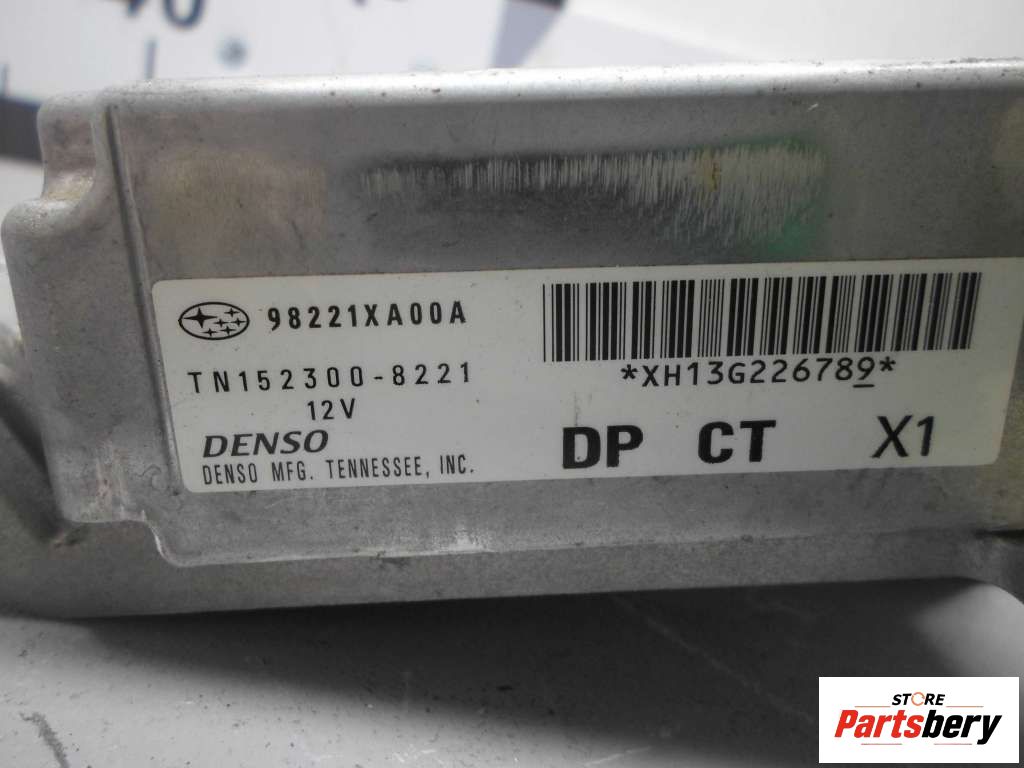 98221XA00A
TN152300-8221
12V
DENSO
DENSO MFG. TENNESSEE, INC.
*XH13G226789*
DP CT X1
STORE
Partsbery